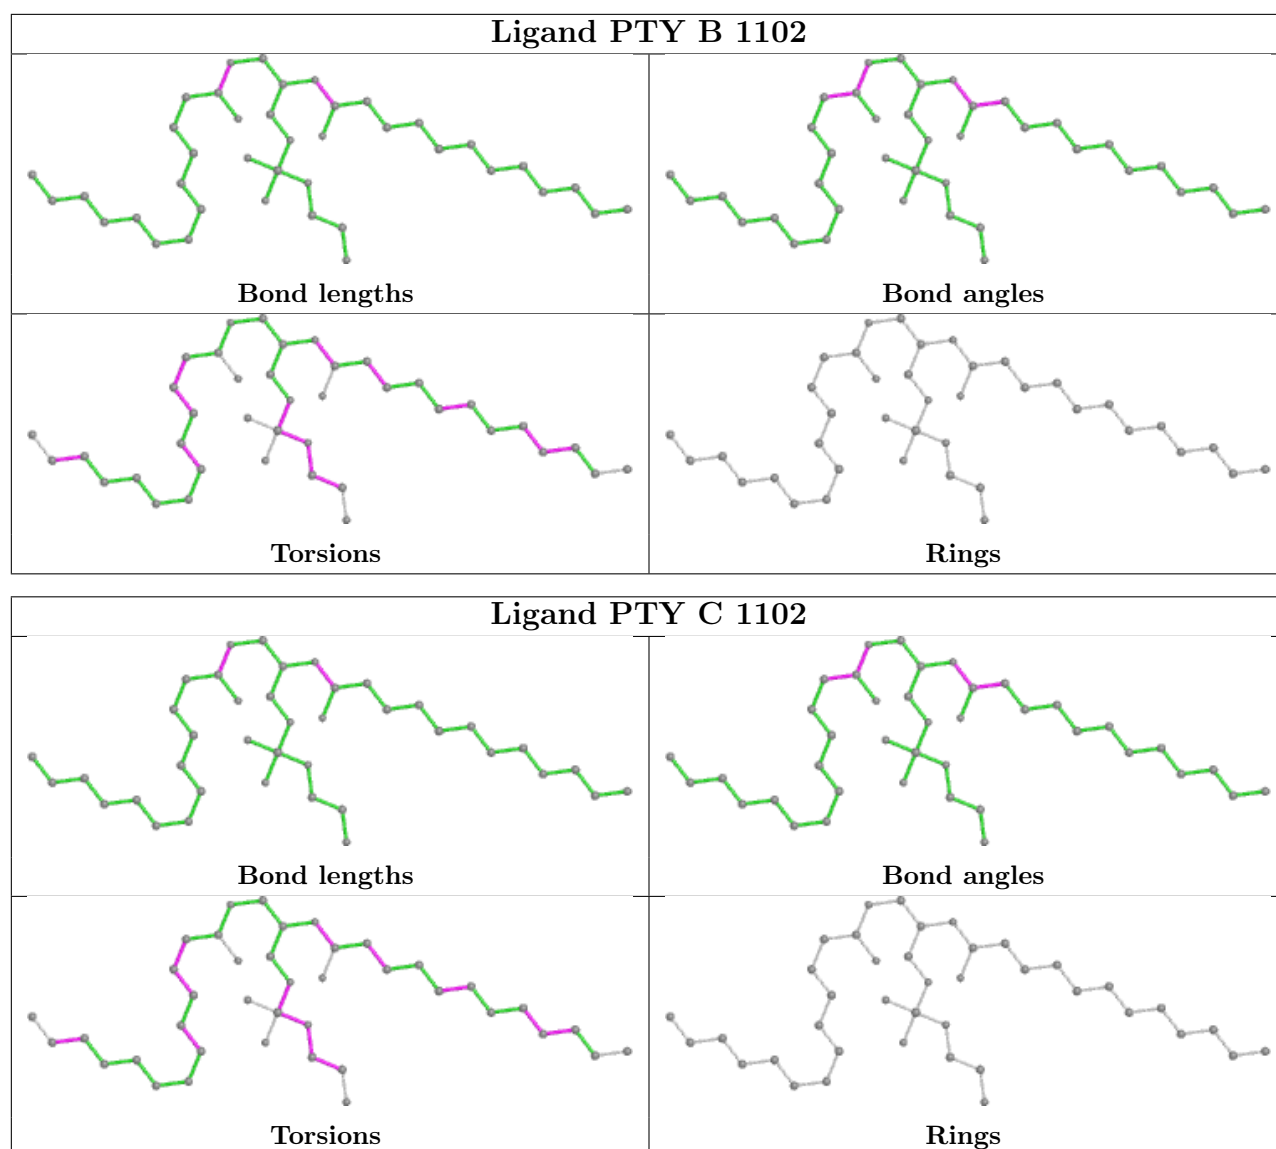 Ligand PTY B 1102
Bond lengths
Bond angles
Torsions
Rings
Ligand PTY C 1102
Bond lengths
Bond angles
Torsions
Rings